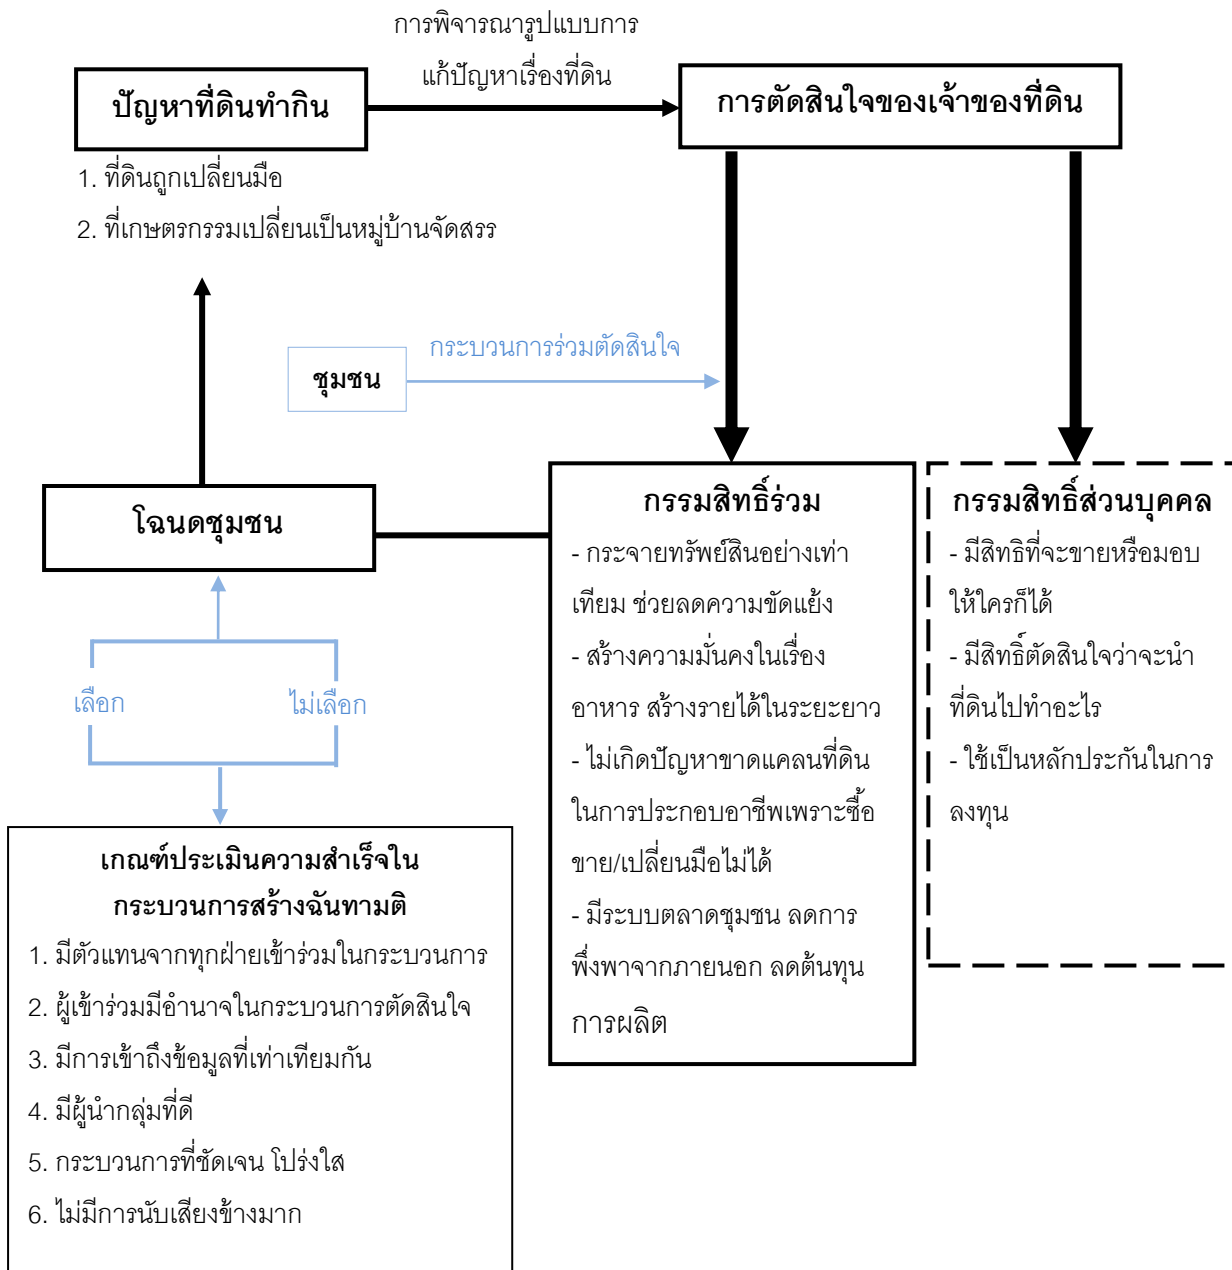 การพิจารณารูปแบบการ
แก้ปัญหาเรื่องที่ดิน
ปัญหาที่ดินทำกิน
การตัดสินใจของเจ้าของที่ดิน
1. ที่ดินถูกเปลี่ยนมือ
2. ที่เกษตรกรรมเปลี่ยนเป็นหมู่บ้านจัดสรร
กระบวนการร่วมตัดสินใจ
ชุมชน
โฉนดชุมชน
กรรมสิทธิ์ร่วม
- กระจายทรัพย์สินอย่างเท่า
เทียม ช่วยลดความขัดแย้ง
- สร้างความมั่นคงในเรื่อง
อาหาร สร้างรายได้ในระยะยาว
- ไม่เกิดปัญหาขาดแคลนที่ดิน
ในการประกอบอาชีพเพราะซื้อ
ขาย/เปลี่ยนมือไม่ได้
- มีระบบตลาดชุมชน ลดการ
พึ่งพาจากภายนอก ลดต้นทุน
การผลิต
กรรมสิทธิ์ส่วนบุคคล
- มีสิทธิที่จะขายหรือมอบ
ให้ใครก็ได้
- มีสิทธิ์ตัดสินใจว่าจะนำ
ที่ดินไปทำอะไร
- ใช้เป็นหลักประกันในการ
ลงทุน
เลือก
ไม่เลือก
เกณฑ์ประเมินความสำเร็จใน
กระบวนการสร้างฉันทามติ
1. มีตัวแทนจากทุกฝ่ายเข้าร่วมในกระบวนการ
2. ผู้เข้าร่วมมีอำนาจในกระบวนการตัดสินใจ
3. มีการเข้าถึงข้อมูลที่เท่าเทียมกัน
4. มีผู้นำกลุ่มที่ดี
5. กระบวนการที่ชัดเจน โปร่งใส
6. ไม่มีการนับเสียงข้างมาก